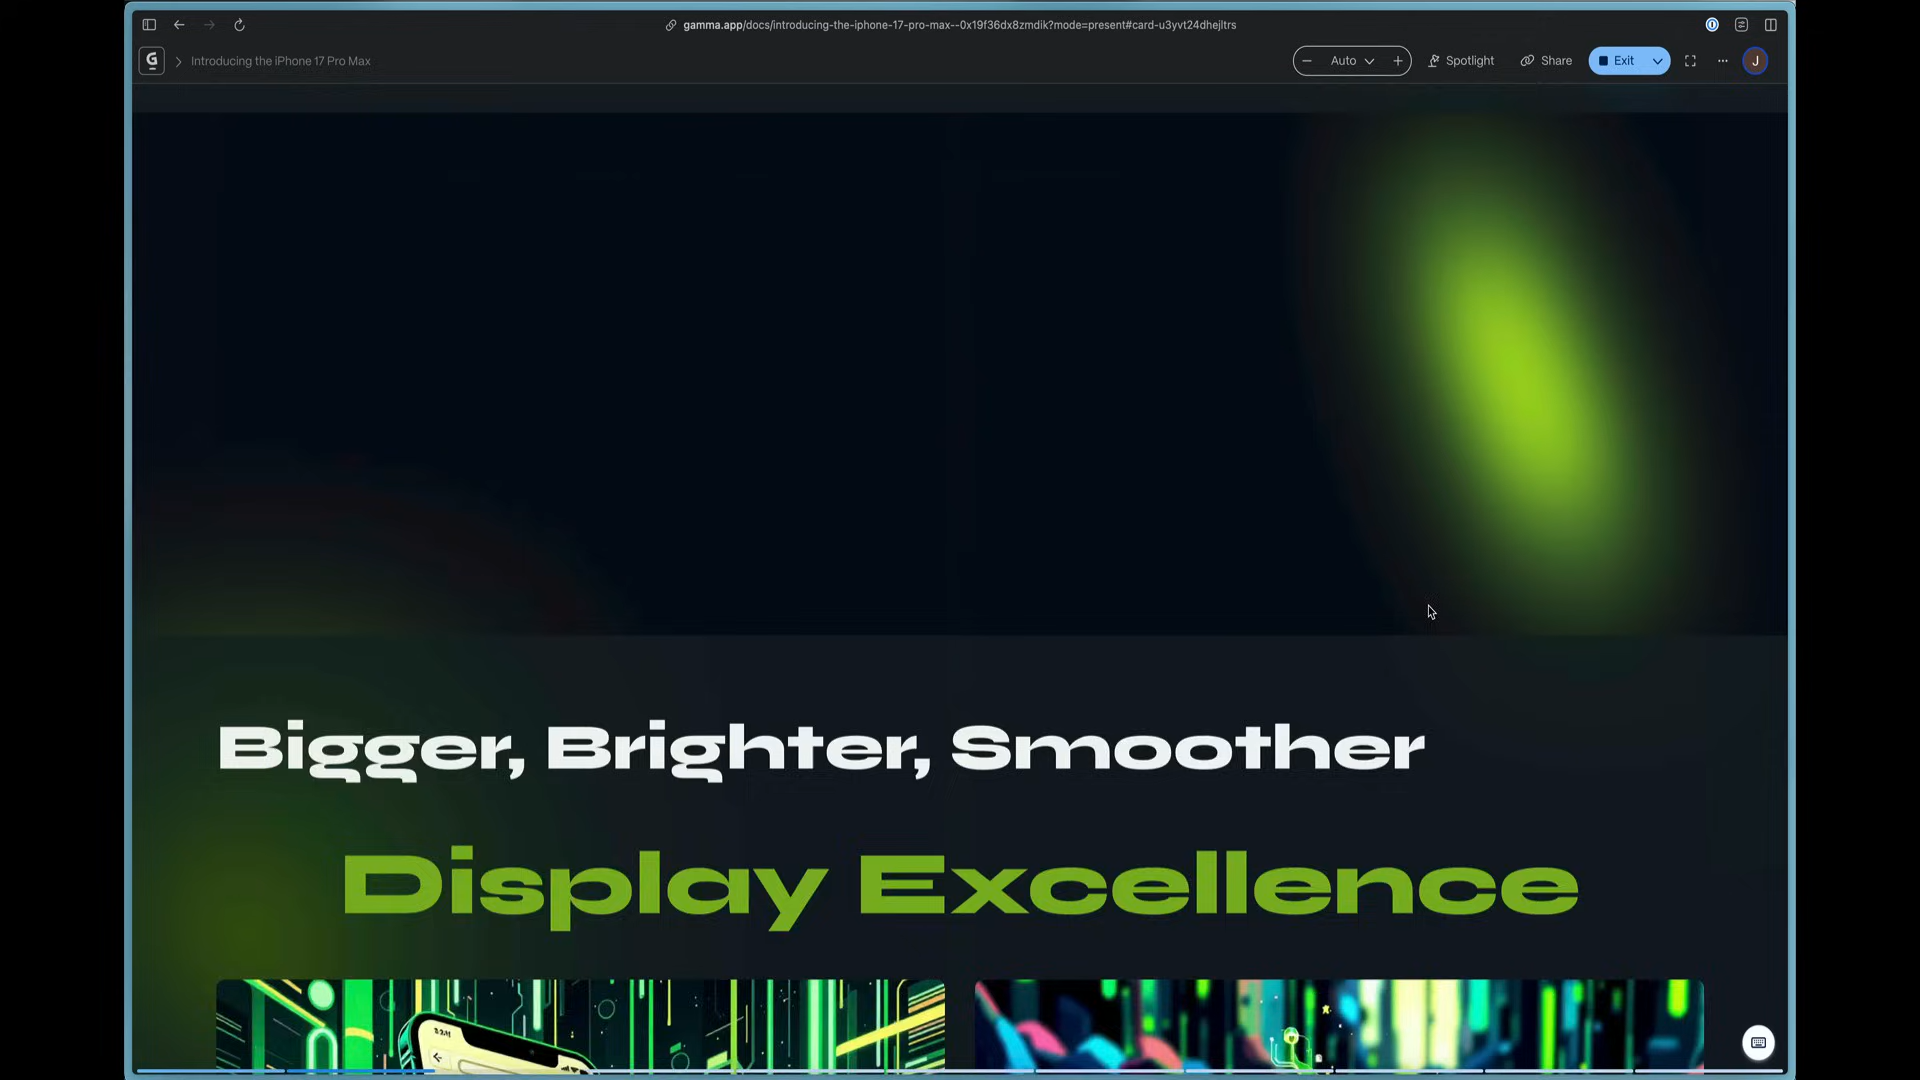 gamma.app/docs/introducing-the-iphone-17-pro-max--0x19f36dx8zmdik?mode=present#card-u3yvt24dhejltrs
Introducing the iPhone 17 Pro Max
Auto
Spotlight
Share
Exit
J
Bigger, Brighter, Smoother
Display Excellence